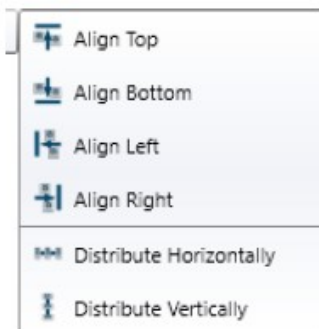 Align Top
Align Bottom
Align Left
Align Right
Distribute Horizontally
Distribute Vertically